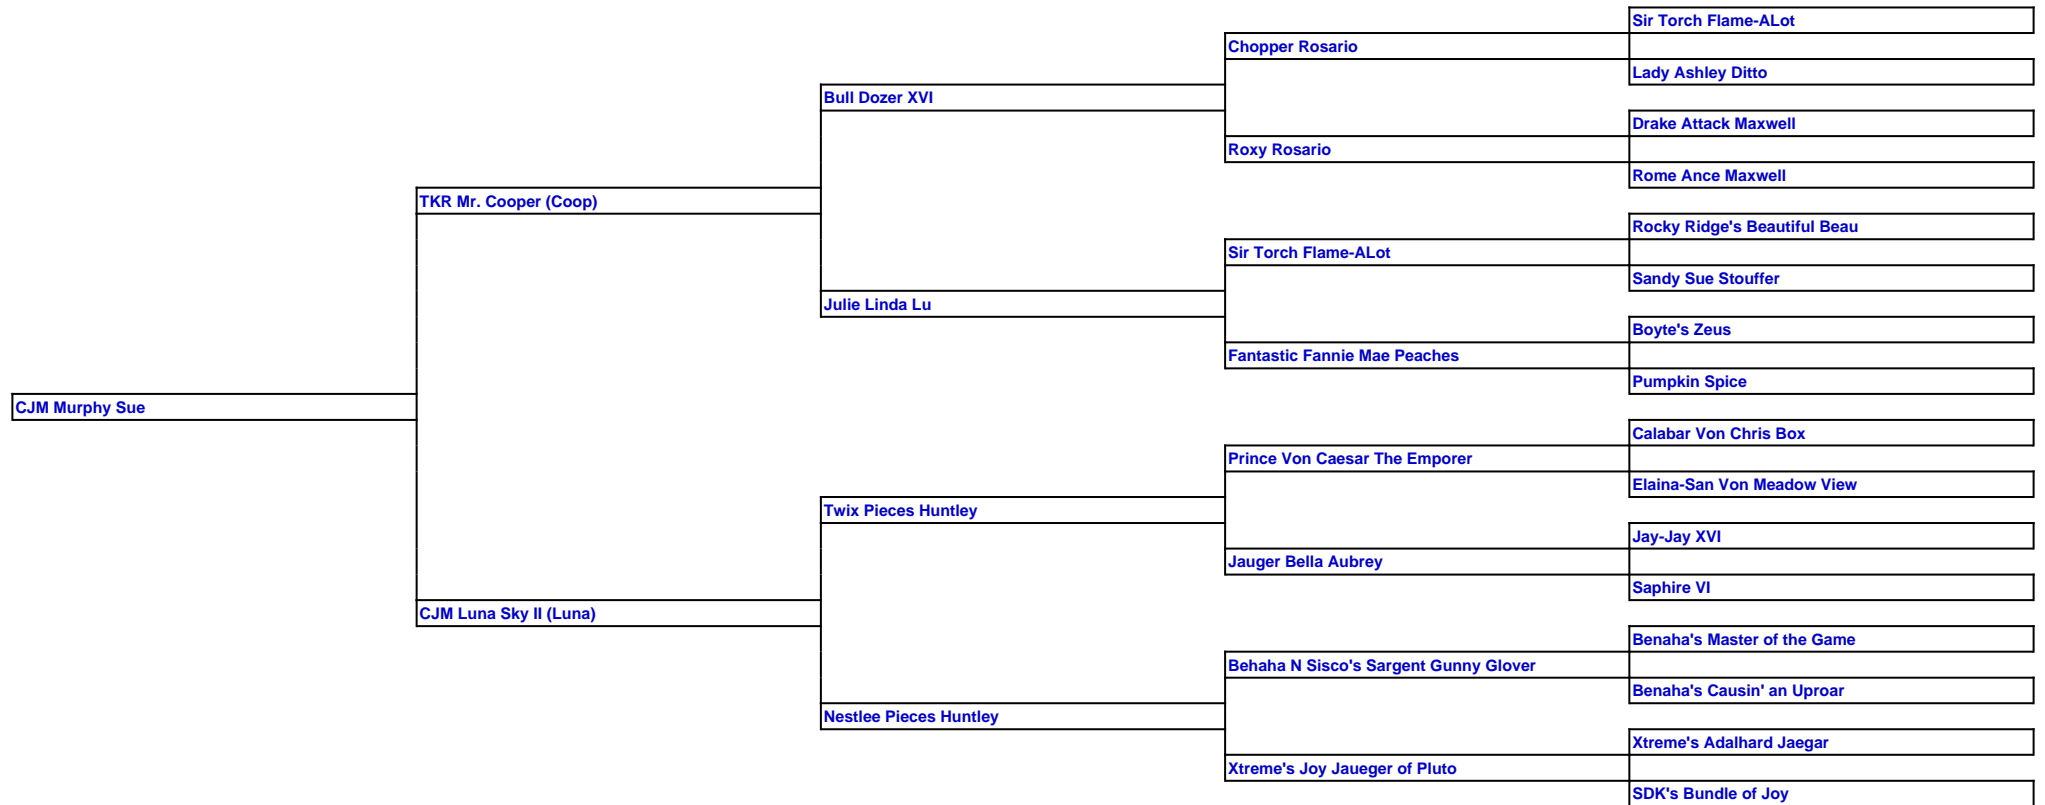 Sir Torch Flame-ALot
Chopper Rosario
Lady Ashley Ditto
Bull Dozer XVI
Drake Attack Maxwell
Roxy Rosario
Rome Ance Maxwell
TKR Mr. Cooper (Coop)
Rocky Ridge's Beautiful Beau
Sir Torch Flame-ALot
Sandy Sue Stouffer
Julie Linda Lu
Boyte's Zeus
Fantastic Fannie Mae Peaches
Pumpkin Spice
CJM Murphy Sue
Calabar Von Chris Box
Prince Von Caesar The Emporer
Elaina-San Von Meadow View
Twix Pieces Huntley
Jay-Jay XVI
Jauger Bella Aubrey
Saphire VI
CJM Luna Sky II (Luna)
Benaha's Master of the Game
Behaha N Sisco's Sargent Gunny Glover
Benaha's Causin' an Uproar
Nestlee Pieces Huntley
Xtreme's Adalhard Jaegar
Xtreme's Joy Jaueger of Pluto
SDK's Bundle of Joy